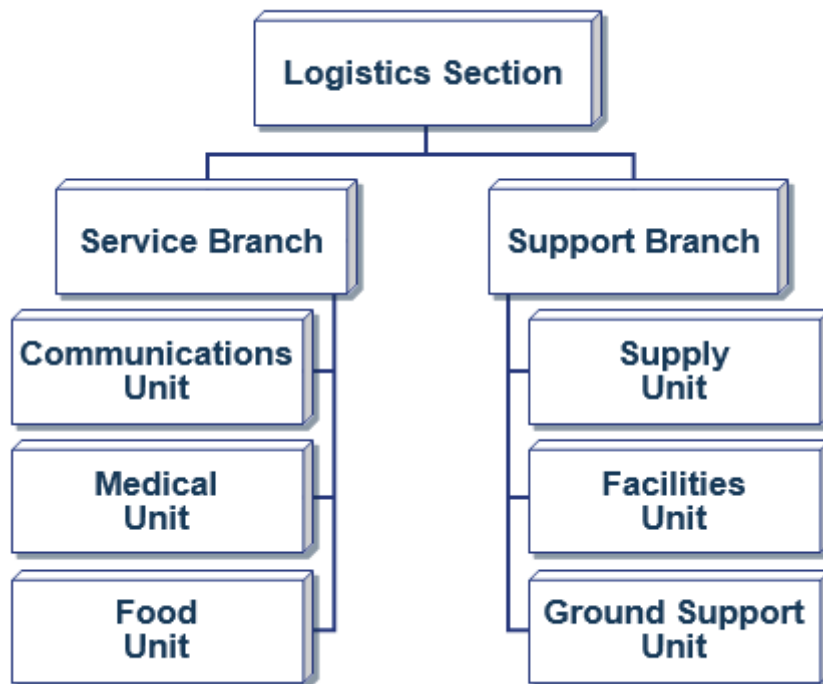 Logistics Section
Service Branch
Support Branch
Communications
Unit
Supply
Unit
Medical
Unit
Facilities
Unit
Food
Unit
Ground Support
Unit